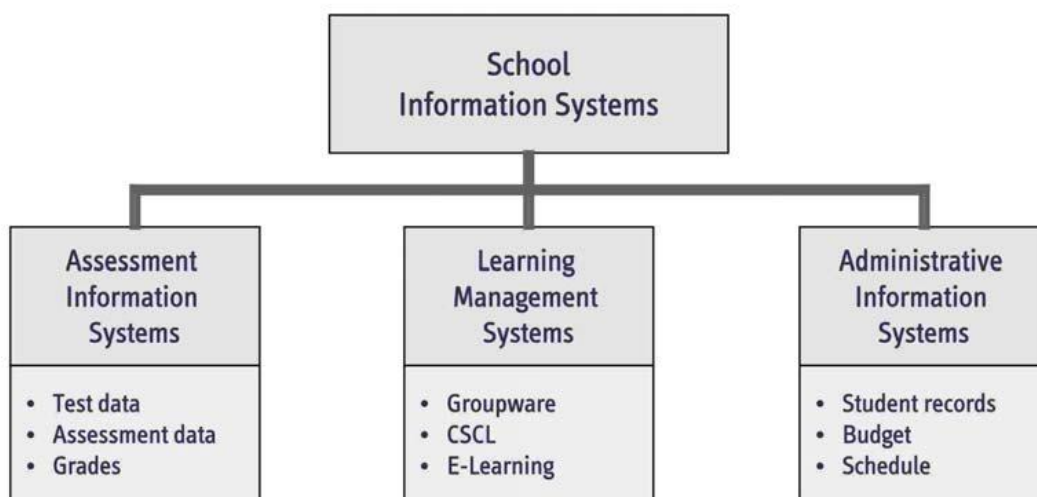 School
Information Systems
Assessment
Information
Systems
• Test data
• Assessment data
• Grades
Learning
Management
Systems
• Groupware
• CSCL
• E-Learning
Administrative
Information
Systems
• Student records
• Budget
• Schedule